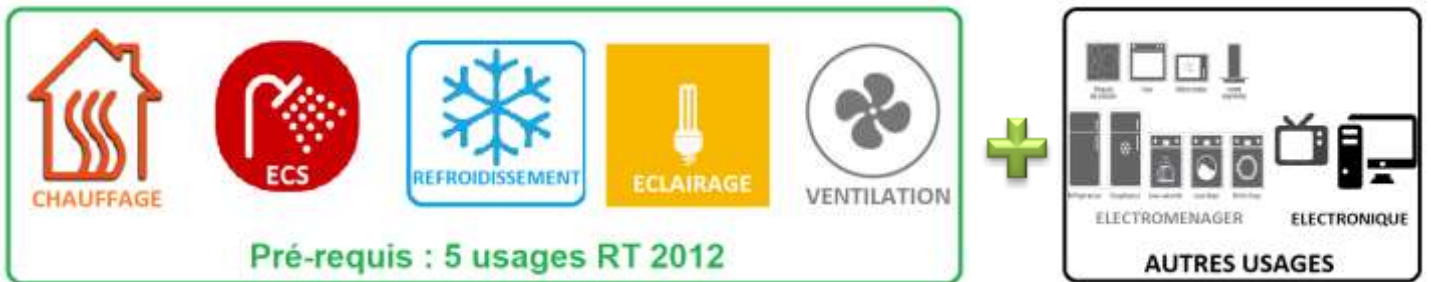 CHAUFFAGE
ECS
REFROIDISSEMENT
ECLAIRAGE
VENTILATION
Pré-requis : 5 usages RT 2012
ELECTROMENAGER
ELECTRONIQUE
AUTRES USAGES